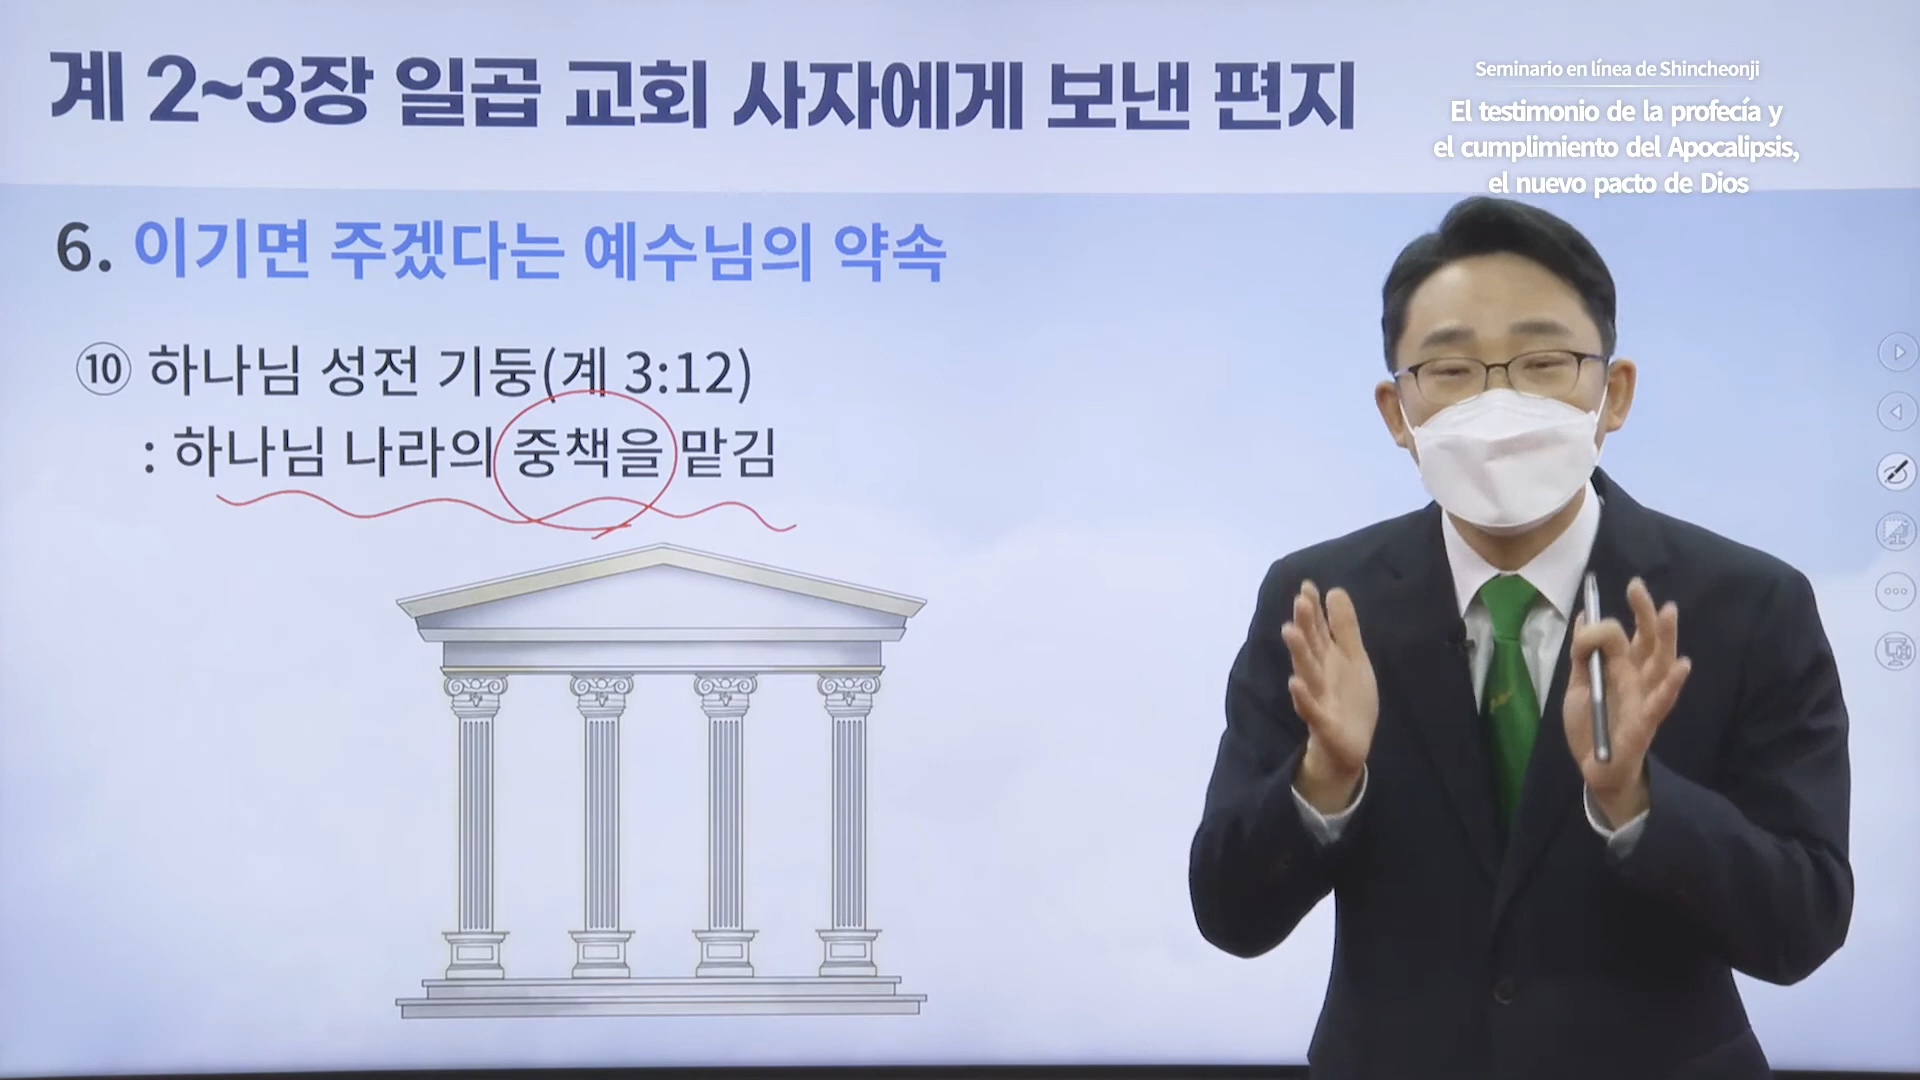 계 2~3장 일곱 교회 사자에게 보낸 편지
Seminario en línea de Shincheonji
El testimonio de la profecía y
el cumplimiento del Apocalipsis,
el nuevo pacto de Dios
6. 이기면 주겠다는 예수님의 약속
⑩ 하나님 성전 기둥(계 3:12)
: 하나님 나라의 중책을 맡김